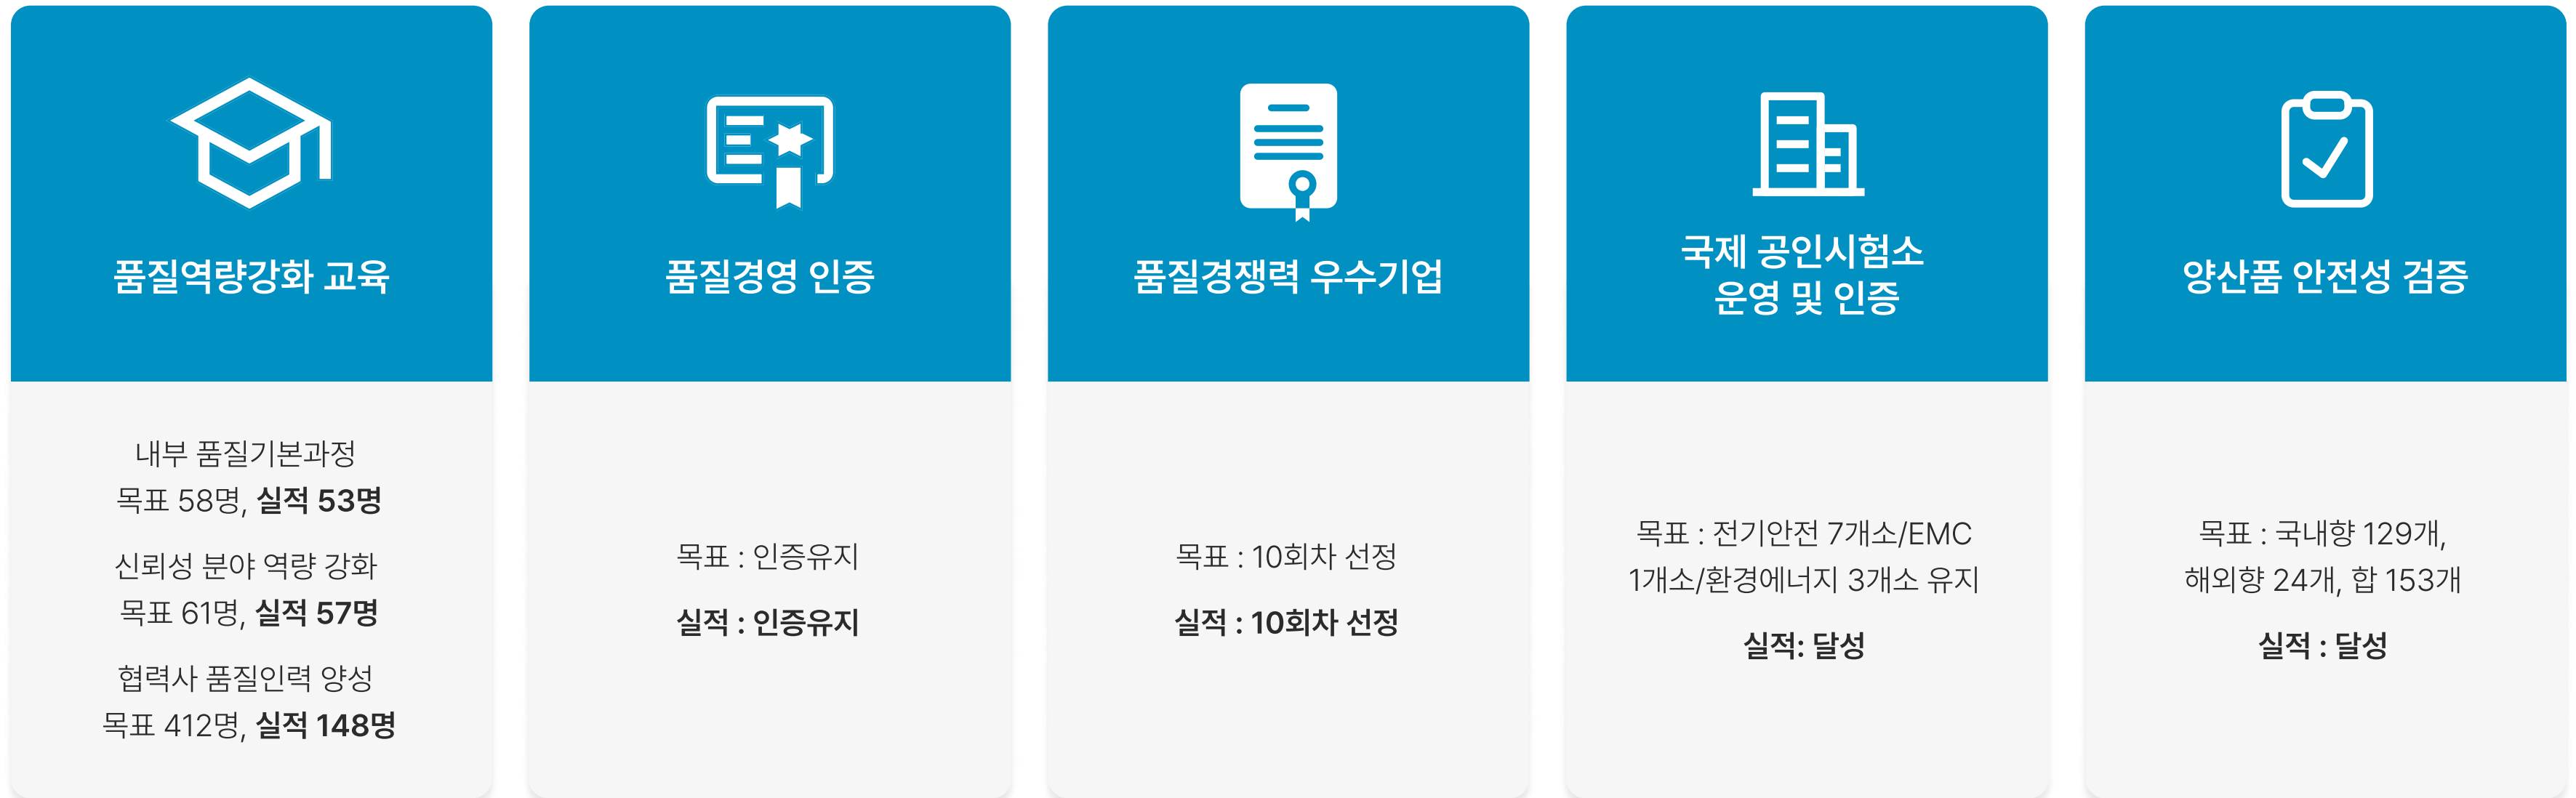 품질역량강화 교육
내부 품질기본과정
목표 58명, 실적 53명
신뢰성 분야 역량 강화
목표 61명, 실적 57명
협력사 품질인력 양성
목표 412명, 실적 148명
품질경영 인증
목표 : 인증유지
실적 : 인증유지
품질경쟁력 우수기업
목표 : 10회차 선정
실적 : 10회차 선정
국제 공인시험소
운영 및 인증
목표 : 전기안전 7개소/EMC
1개소/환경에너지 3개소 유지
실적: 달성
양산품 안전성 검증
목표 : 국내향 129개,
해외향 24개, 합 153개
실적 : 달성